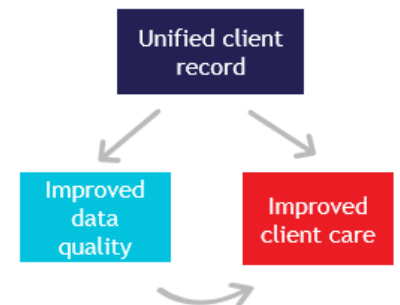 Unified client
record
Improved
data
quality
Improved
client care